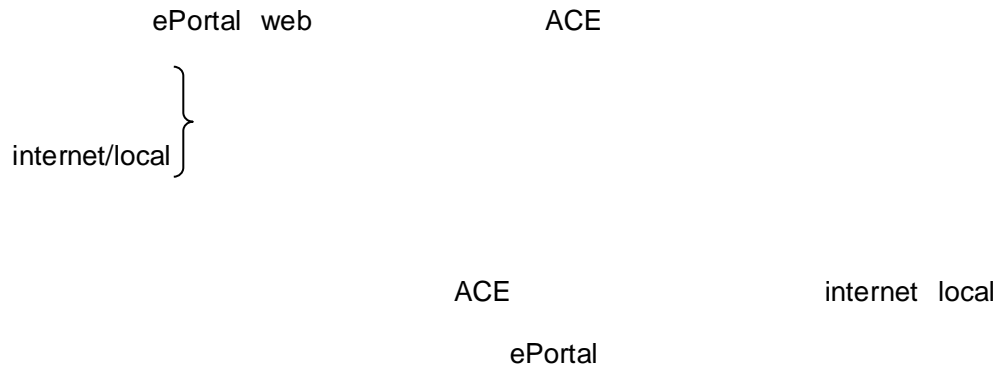 ePortal web ACE
internet/local
ACE internet local
ePortal